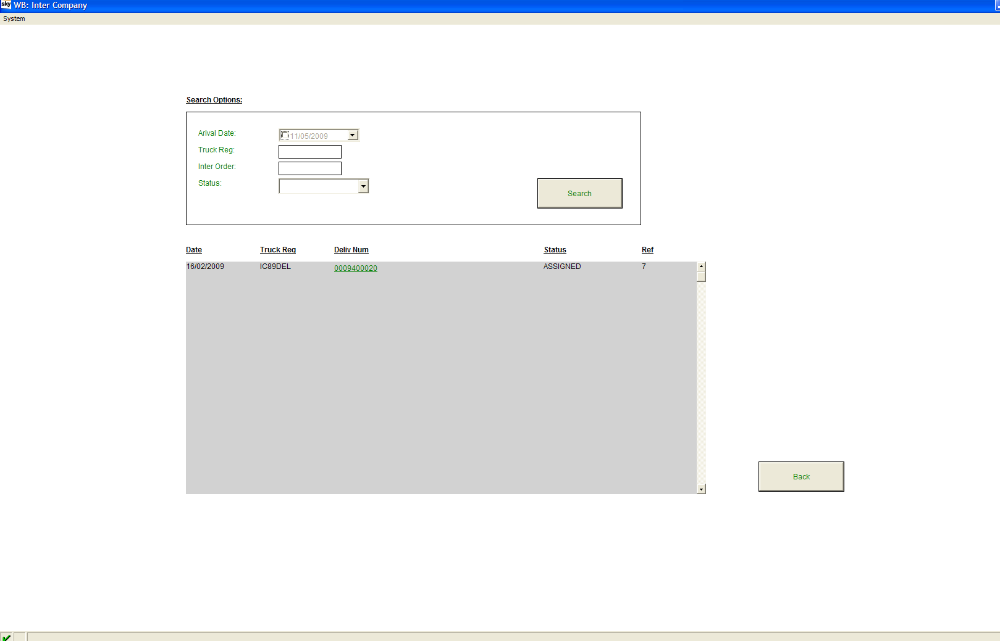 sky WB: Inter Company
System
Search Options:
Arival Date: 11/05/2009
Truck Reg:
Inter Order:
Status:
Search
Date Truck Reg Deliv Num Status Ref
16/02/2009 IC89DEL 0009400020 ASSIGNED 7
Back